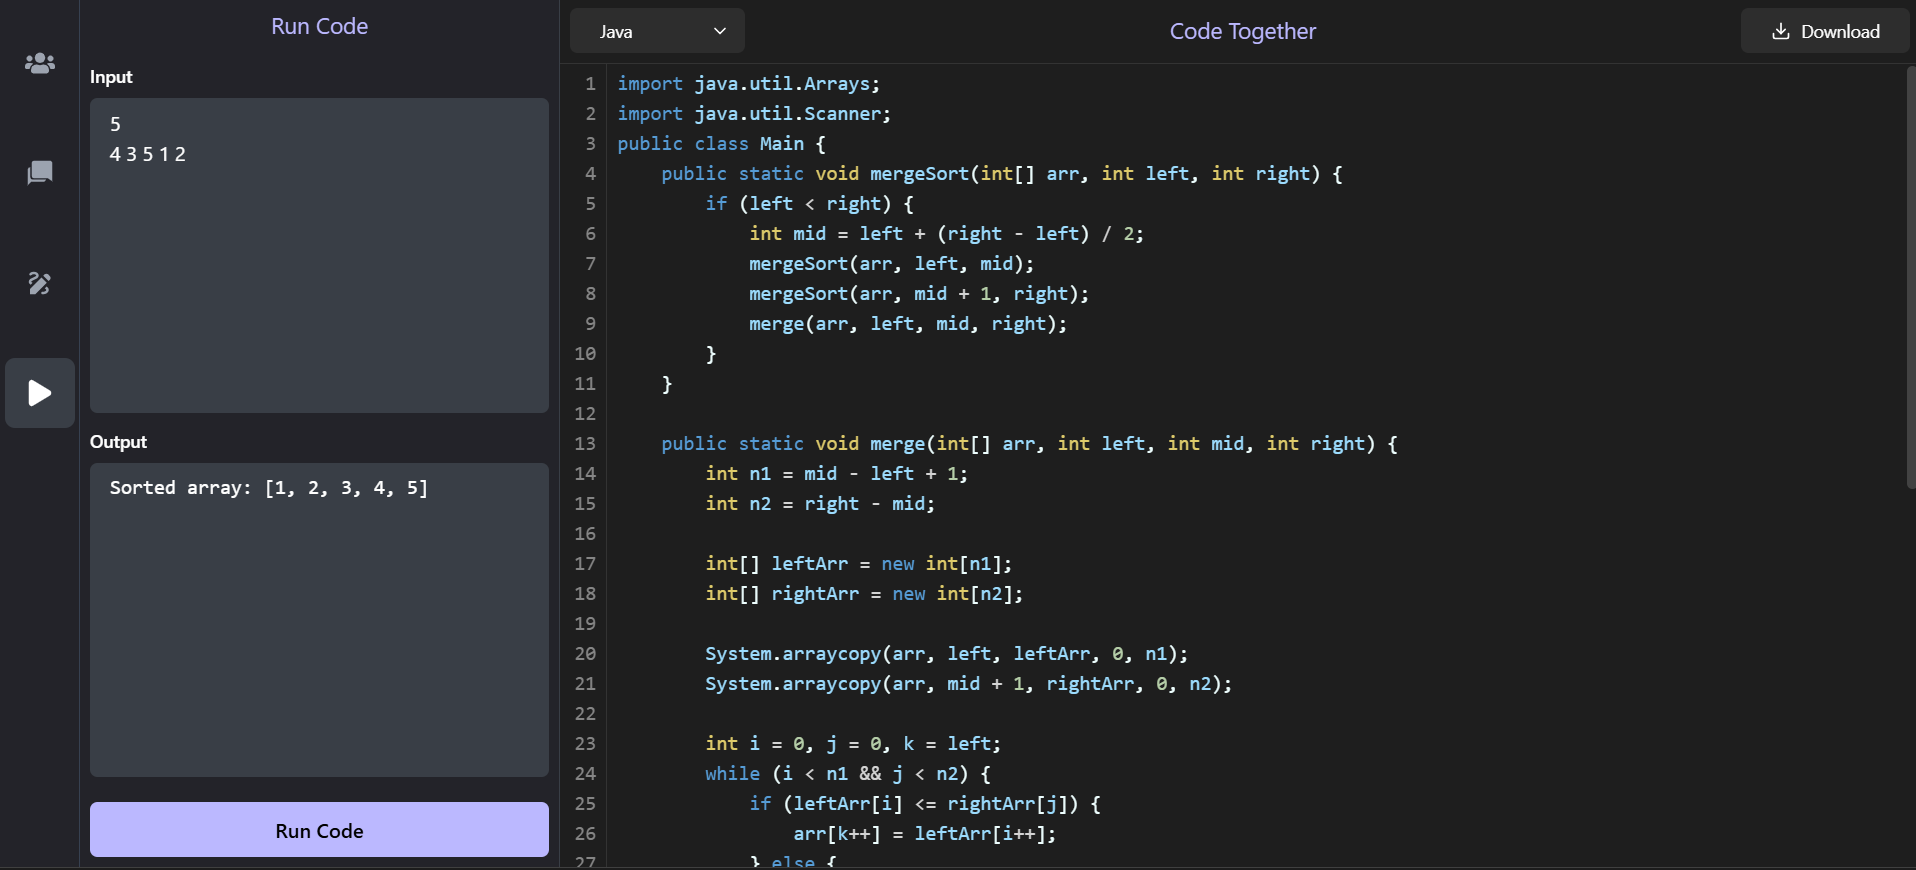 Run Code
Input
5
4 3 5 1 2
Output
Sorted array: [1, 2, 3, 4, 5]
Run Code
Java
Code Together
Download
1 import java.util.Arrays;
2 import java.util.Scanner;
3 public class Main {
4     public static void mergeSort(int[] arr, int left, int right) {
5         if (left < right) {
6             int mid = left + (right - left) / 2;
7             mergeSort(arr, left, mid);
8             mergeSort(arr, mid + 1, right);
9             merge(arr, left, mid, right);
10         }
11     }
12
13     public static void merge(int[] arr, int left, int mid, int right) {
14         int n1 = mid - left + 1;
15         int n2 = right - mid;
16
17         int[] leftArr = new int[n1];
18         int[] rightArr = new int[n2];
19
20         System.arraycopy(arr, left, leftArr, 0, n1);
21         System.arraycopy(arr, mid + 1, rightArr, 0, n2);
22
23         int i = 0, j = 0, k = left;
24         while (i < n1 && j < n2) {
25             if (leftArr[i] <= rightArr[j]) {
26                 arr[k++] = leftArr[i++];
27             } else {